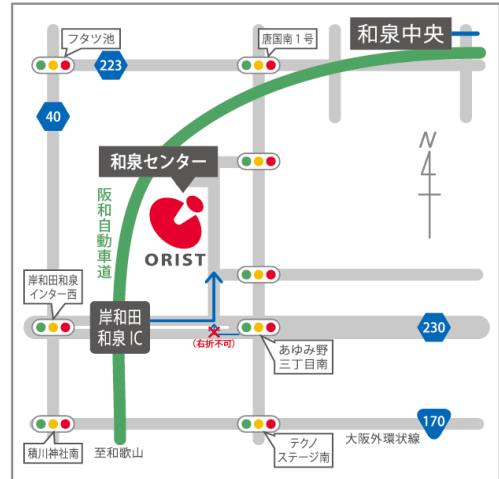 フタツ池
唐国南1号
和泉中央
223
40
和泉センター
N
阪和自動車道
ORIST
岸和田和泉
インター西
岸和田
和泉IC
(右折不可)
230
あゆみ野
三丁目南
170
積川神社南
至和歌山
テクノ
ステージ南
大阪外環状線